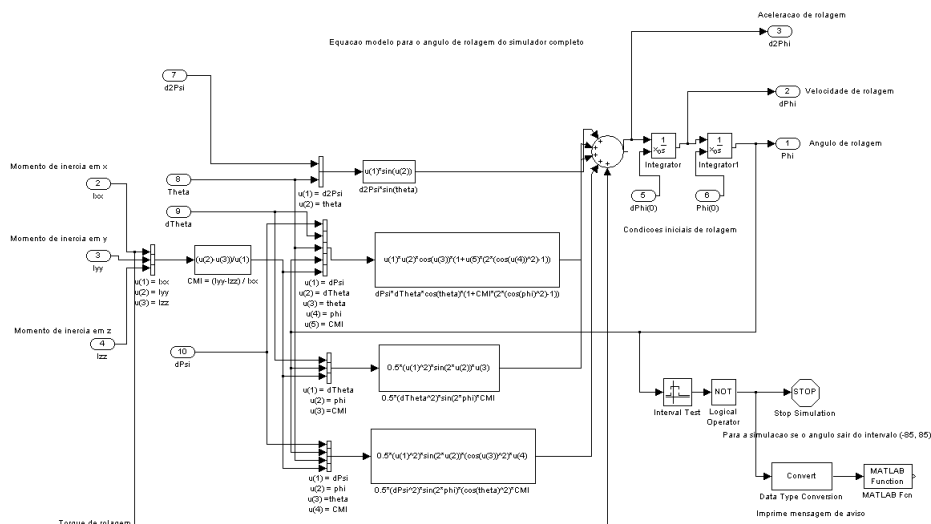 Aceleracao de rolagem
3
d2Phi
Equacao modelo para o angulo de rolagem do simulador completo
7
d2Psi
2
Velocidade de rolagem
dPhi
1
s
xo
Integrator
1
s
xo
Integrator1
1
Angulo de rolagem
Phi
Momento de inercia em x
2
Ixx
8
Theta
u(1)*sin(u(2))
d2Psi*sin(theta)
u(1) = d2Psi
u(2) = theta
5
dPhi(0)
6
Phi(0)
Condicoes iniciais de rolagem
9
dTheta
Momento de inercia em y
3
Iyy
u(1) = Ixx
u(2) = Iyy
u(3) = Izz
(u(2)-u(3))/u(1)
CMI = (Iyy-Izz) / Ixx
u(1)*u(2)*cos(u(3))*(1+u(5)*(2*(cos(u(4))^2)-1))
dPsi*dTheta*cos(theta)*(1+CMI*(2*(cos(phi)^2)-1))
u(1) = dPsi
u(2) = dTheta
u(3) = theta
u(4) = phi
u(5) = CMI
Momento de inercia em z
4
Izz
10
dPsi
0.5*(u(1)^2)*sin(2*u(2))*u(3)
0.5*(dTheta^2)*sin(2*phi)*CMI
u(1) = dTheta
u(2) = phi
u(3) =CMI
Interval Test
NOT
Logical
Operator
STOP
Stop Simulation
Para a simulacao se o angulo sair do intervalo (-85, 85)
0.5*(u(1)^2)*sin(2*u(2))*(cos(u(3))^2)*u(4)
0.5*(dPsi^2)*sin(2*phi)*(cos(theta)^2)*CMI
u(1) = dPsi
u(2) = phi
u(3) =theta
u(4) = CMI
Convert
Data Type Conversion
MATLAB
Function
MATLAB Fcn
Imprime mensagem de aviso
Torque de rolagem